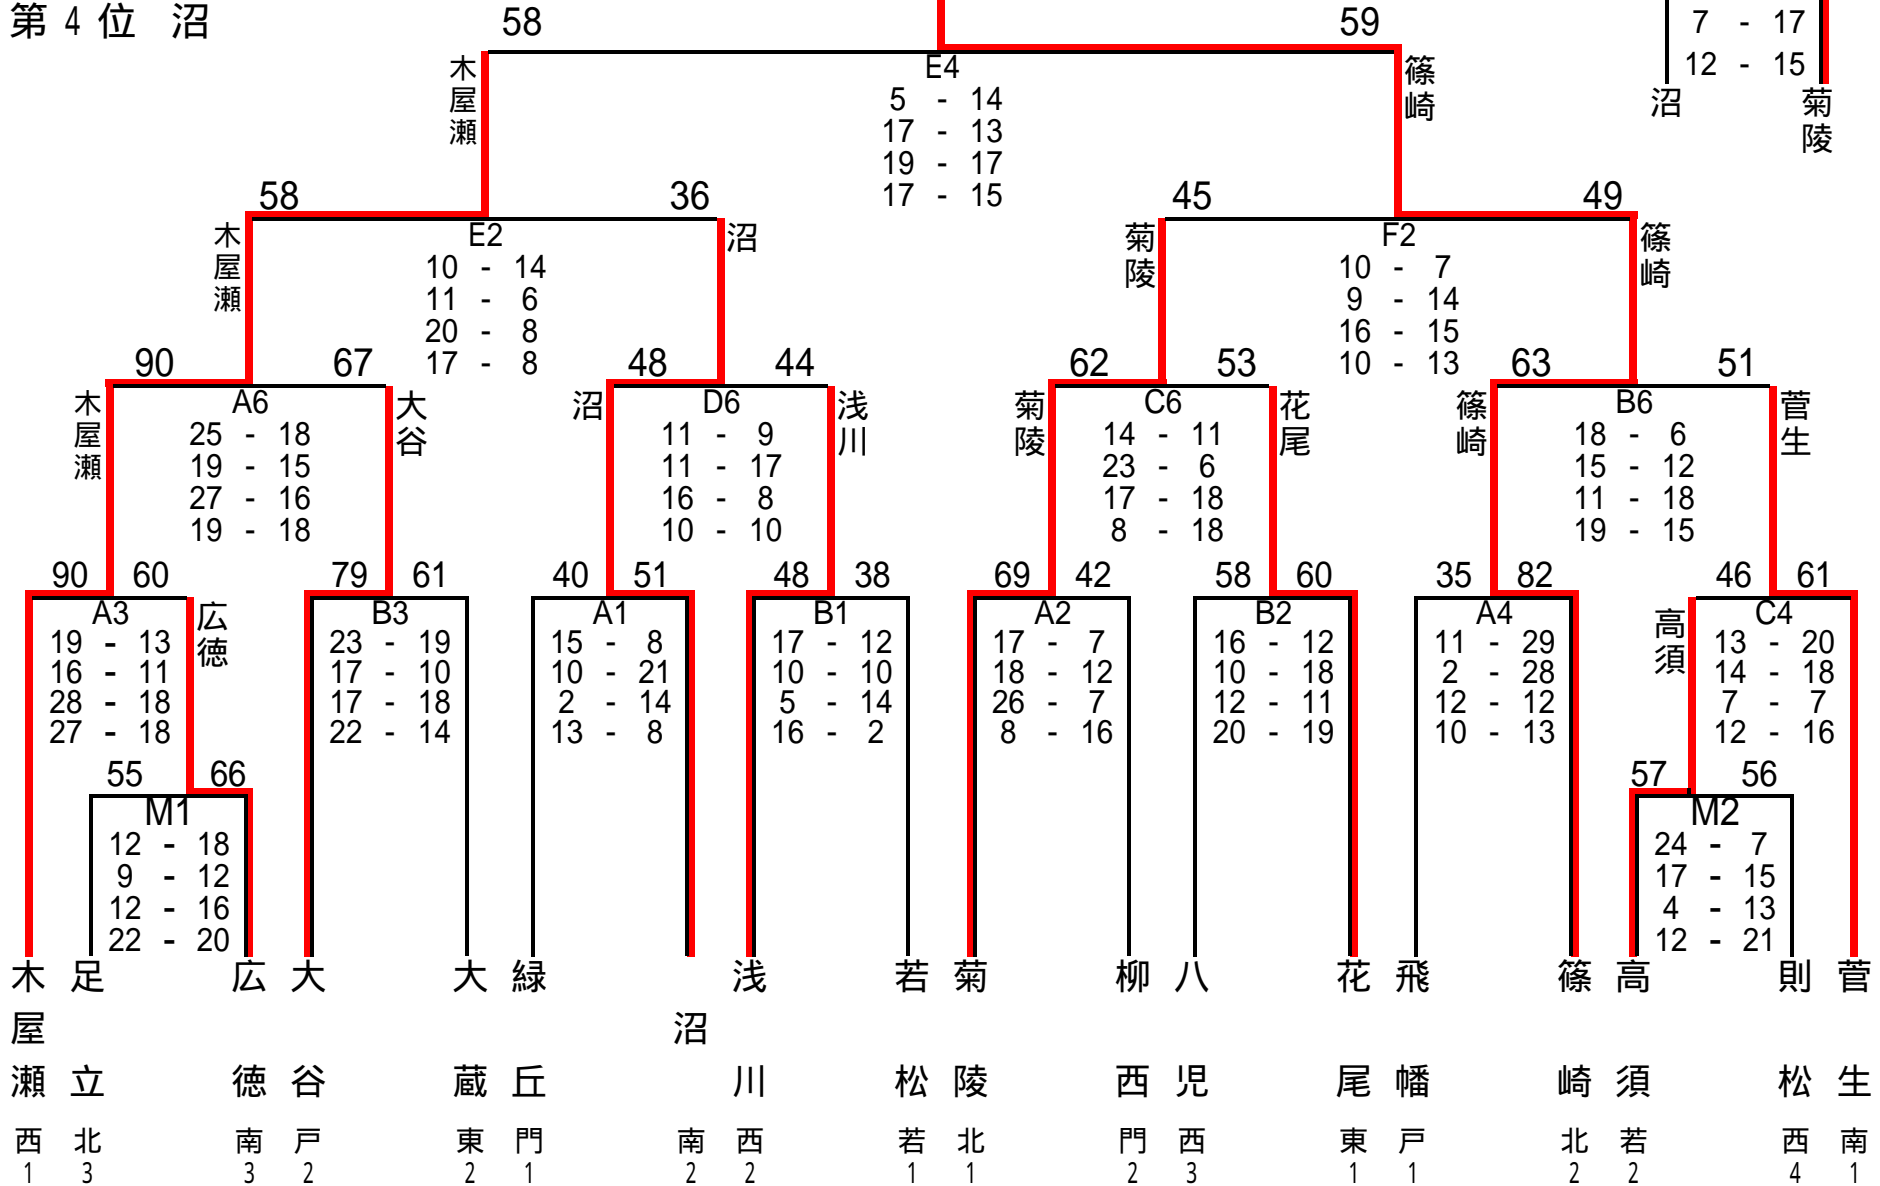 第4位 沼
58 59
7 - 17
12 - 15
沼 菊陵
木屋瀬 E4 篠崎
5 - 14
17 - 13
19 - 17
17 - 15
58 36 45 49
木屋瀬 E2 沼
10 - 14
11 - 6
20 - 8
17 - 8
菊陵 F2 篠崎
10 - 7
9 - 14
16 - 15
10 - 13
90 67 48 44 62 53 63 51
木屋瀬 A6 大谷
25 - 18
19 - 15
27 - 16
19 - 18
沼 D6 浅川
11 - 9
11 - 17
16 - 8
10 - 10
菊陵 C6 花尾
14 - 11
23 - 6
17 - 18
8 - 18
篠崎 B6 菅生
18 - 6
15 - 12
11 - 18
19 - 15
90 60 79 61 40 51 48 38 69 42 58 60 35 82 46 61
A3 広徳
19 - 13
16 - 11
28 - 18
27 - 18
B3
23 - 19
17 - 10
17 - 18
22 - 14
A1
15 - 8
10 - 21
2 - 14
13 - 8
B1
17 - 12
10 - 10
5 - 14
16 - 2
A2
17 - 7
18 - 12
26 - 7
8 - 16
B2
16 - 12
10 - 18
12 - 11
20 - 19
A4
11 - 29
2 - 28
12 - 12
10 - 13
高須 C4
13 - 20
14 - 18
7 - 7
12 - 16
55 66
M1
12 - 18
9 - 12
12 - 16
22 - 20
57 56
M2
24 - 7
17 - 15
4 - 13
12 - 21
木屋瀬 西1
足立 北3
広徳 南3
大谷 戸2
大蔵 東2
緑丘 門1
沼 南2
浅川 西2
若松 若1
菊陵 北1
柳西 門2
八児 西3
花尾 東1
飛幡 戸1
篠崎 北2
高須 若2
則松 西4
菅生 南1